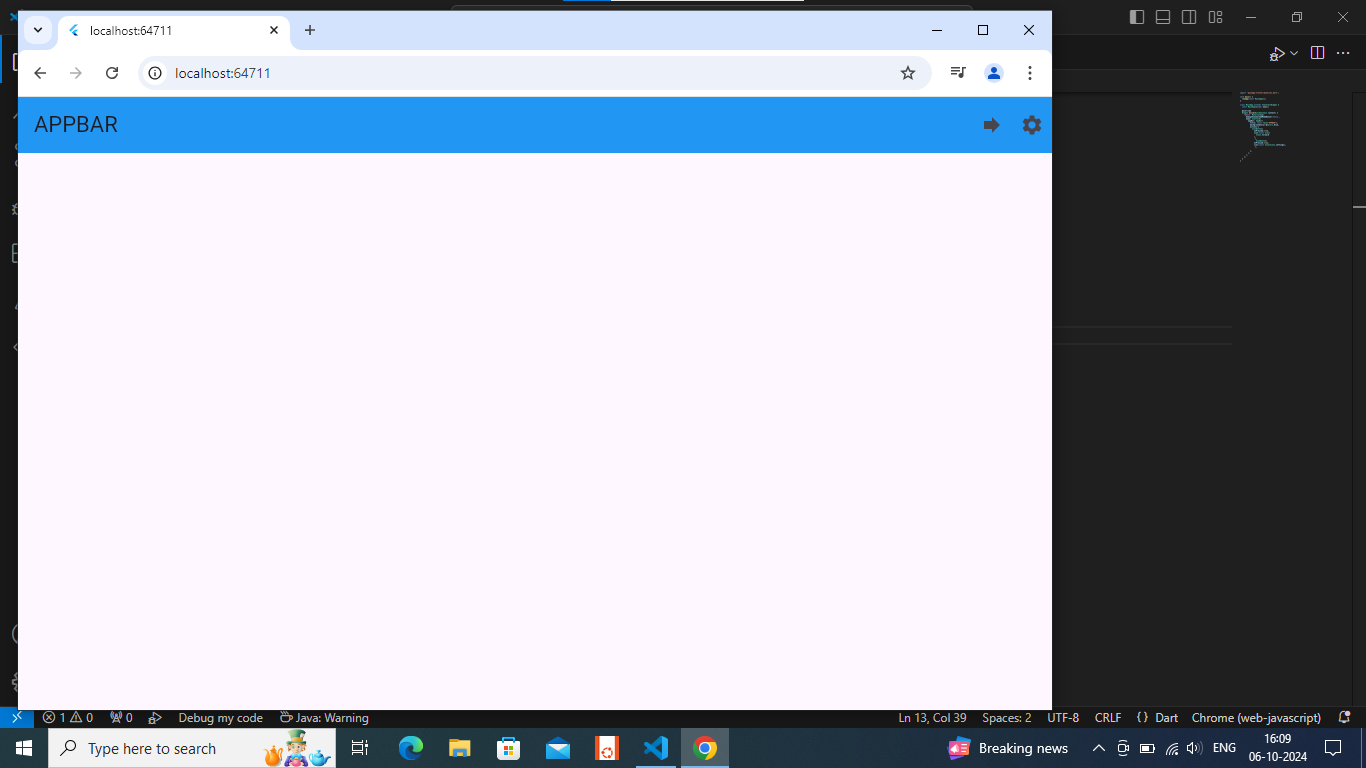 localhost:64711
localhost:64711
APPBAR
1 0 0 Debug my code Java: Warning Ln 13, Col 39 Spaces: 2 UTF-8 CRLF {} Dart Chrome (web-javascript)
Type here to search Breaking news ENG 16:09
06-10-2024